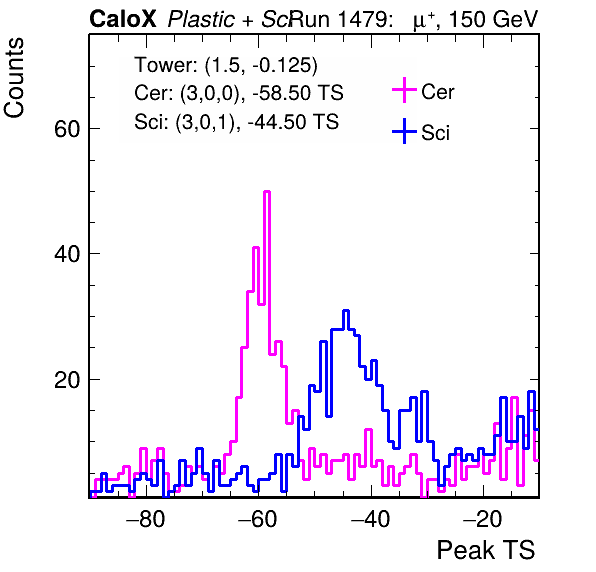 CaloX Plastic + SciRun 1479: μ⁺, 150 GeV
Tower: (1.5, -0.125)
Cer: (3,0,0), -58.50 TS
Sci: (3,0,1), -44.50 TS
Cer
Sci
Counts
60
40
20
−80 −60 −40 −20
Peak TS